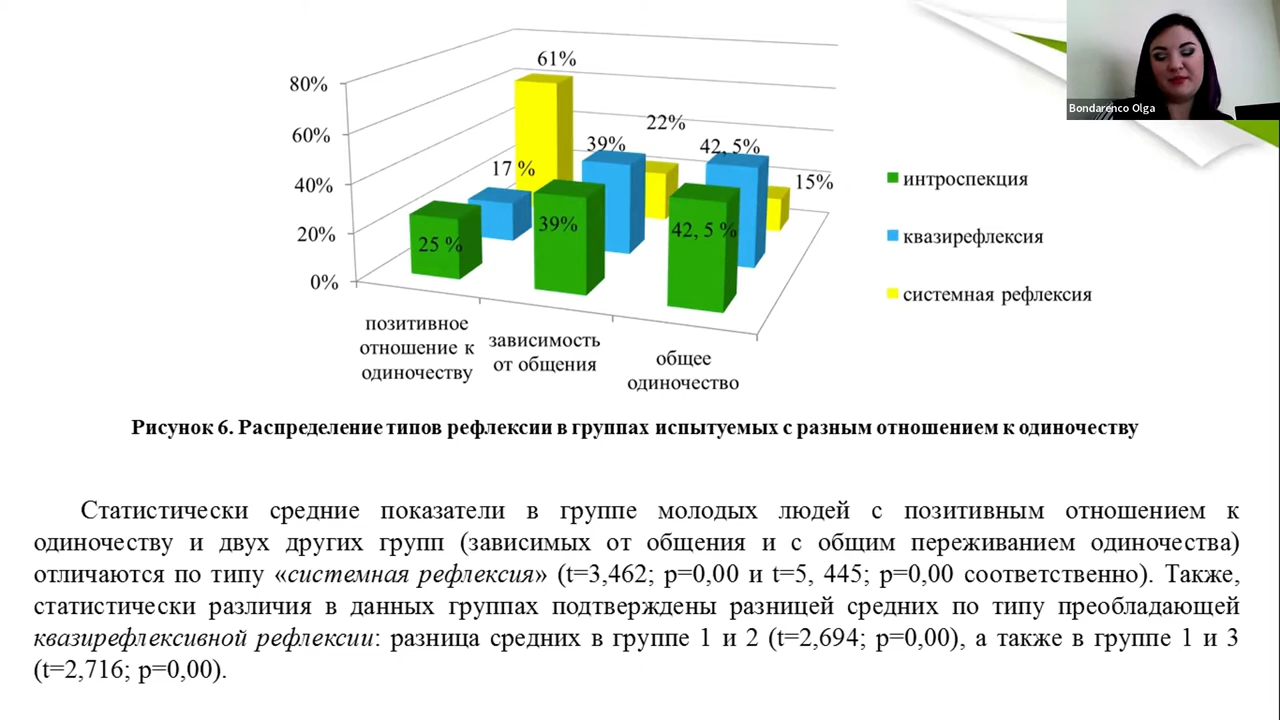 Bondarenco Olga
61%
80%
22%
60%
39%
42, 5%
17 %
15%
40%
интроспекция
39%
20%
42, 5 %
квазирефлексия
25 %
0%
системная рефлексия
позитивное
отношение к
одиночеству
зависимость
от общения
общее
одиночество
Рисунок 6. Распределение типов рефлексии в группах испытуемых с разным отношением к одиночеству
Статистически средние показатели в группе молодых людей с позитивным отношением к
одиночеству и двух других групп (зависимых от общения и с общим переживанием одиночества)
отличаются по типу «системная рефлексия» (t=3,462; p=0,00 и t=5, 445; p=0,00 соответственно). Также,
статистически различия в данных группах подтверждены разницей средних по типу преобладающей
квазирефлексивной рефлексии: разница средних в группе 1 и 2 (t=2,694; p=0,00), а также в группе 1 и 3
(t=2,716; p=0,00).